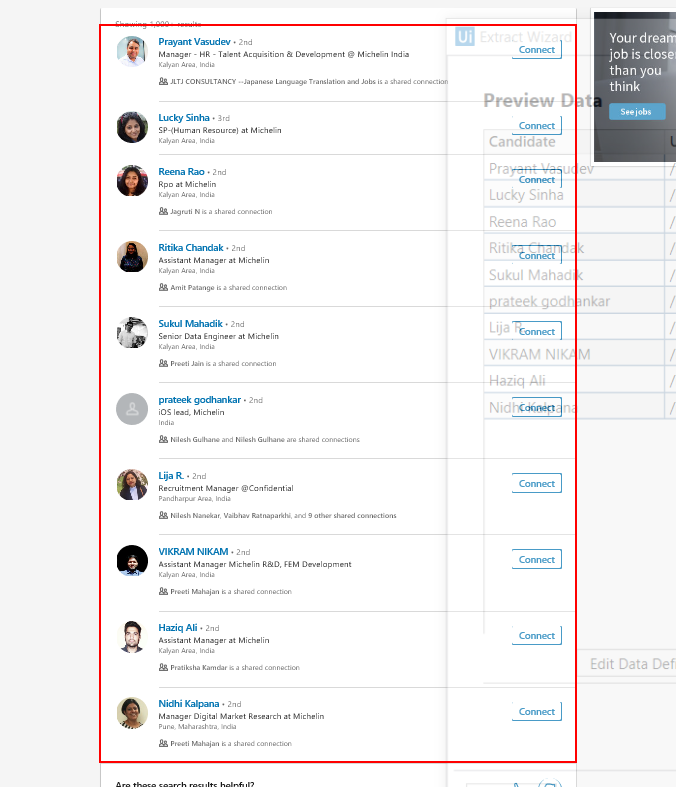 Showing 1,000+ results
Prayant Vasudev • 2nd
Manager - HR - Talent Acquisition & Development @ Michelin India
Kalyan Area, India
JLTJ CONSULTANCY --Japanese Language Translation and Jobs is a shared connection
Connect
Lucky Sinha • 3rd
SP-(Human Resource) at Michelin
Kalyan Area, India
Connect
Reena Rao • 2nd
Rpo at Michelin
Kalyan Area, India
Jagruti N is a shared connection
Connect
Ritika Chandak • 2nd
Assistant Manager at Michelin
Kalyan Area, India
Amit Patange is a shared connection
Connect
Sukul Mahadik • 2nd
Senior Data Engineer at Michelin
Kalyan Area, India
Preeti Jain is a shared connection
Connect
prateek godhankar • 2nd
iOS lead, Michelin
India
Nilesh Gulhane and Nilesh Gulhane are shared connections
Connect
Lija R. • 2nd
Recruitment Manager @Confidential
Pandharpur Area, India
Nilesh Nanekar, Vaibhav Ratnaparkhi, and 9 other shared connections
Connect
VIKRAM NIKAM • 2nd
Assistant Manager Michelin R&D, FEM Development
Kalyan Area, India
Preeti Mahajan is a shared connection
Connect
Haziq Ali • 2nd
Assistant Manager at Michelin
Kalyan Area, India
Pratiksha Kamdar is a shared connection
Connect
Nidhi Kalpana • 2nd
Manager Digital Market Research at Michelin
Pune, Maharashtra, India
Preeti Mahajan is a shared connection
Connect
Are these search results helpful?
Ui Extract Wizard
Preview Data
Candidate
Prayant Vasudev
Lucky Sinha
Reena Rao
Ritika Chandak
Sukul Mahadik
prateek godhankar
Lija R.
VIKRAM NIKAM
Haziq Ali
Nidhi Kalpana
Edit Data Defi
Your dream
job is close
than you
think
See jobs